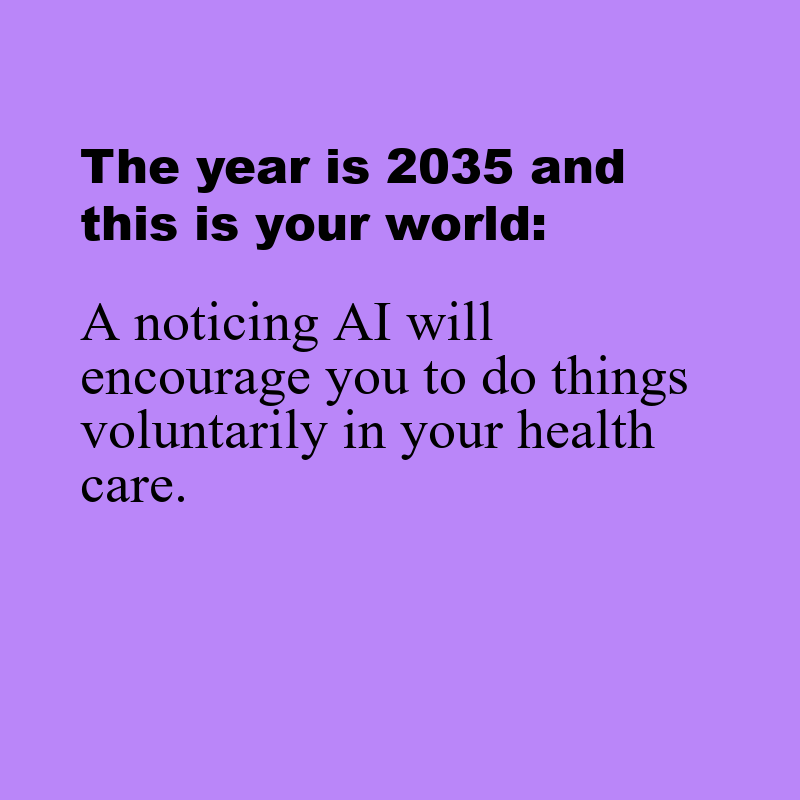 The year is 2035 and
this is your world:
A noticing AI will
encourage you to do things
voluntarily in your health
care.